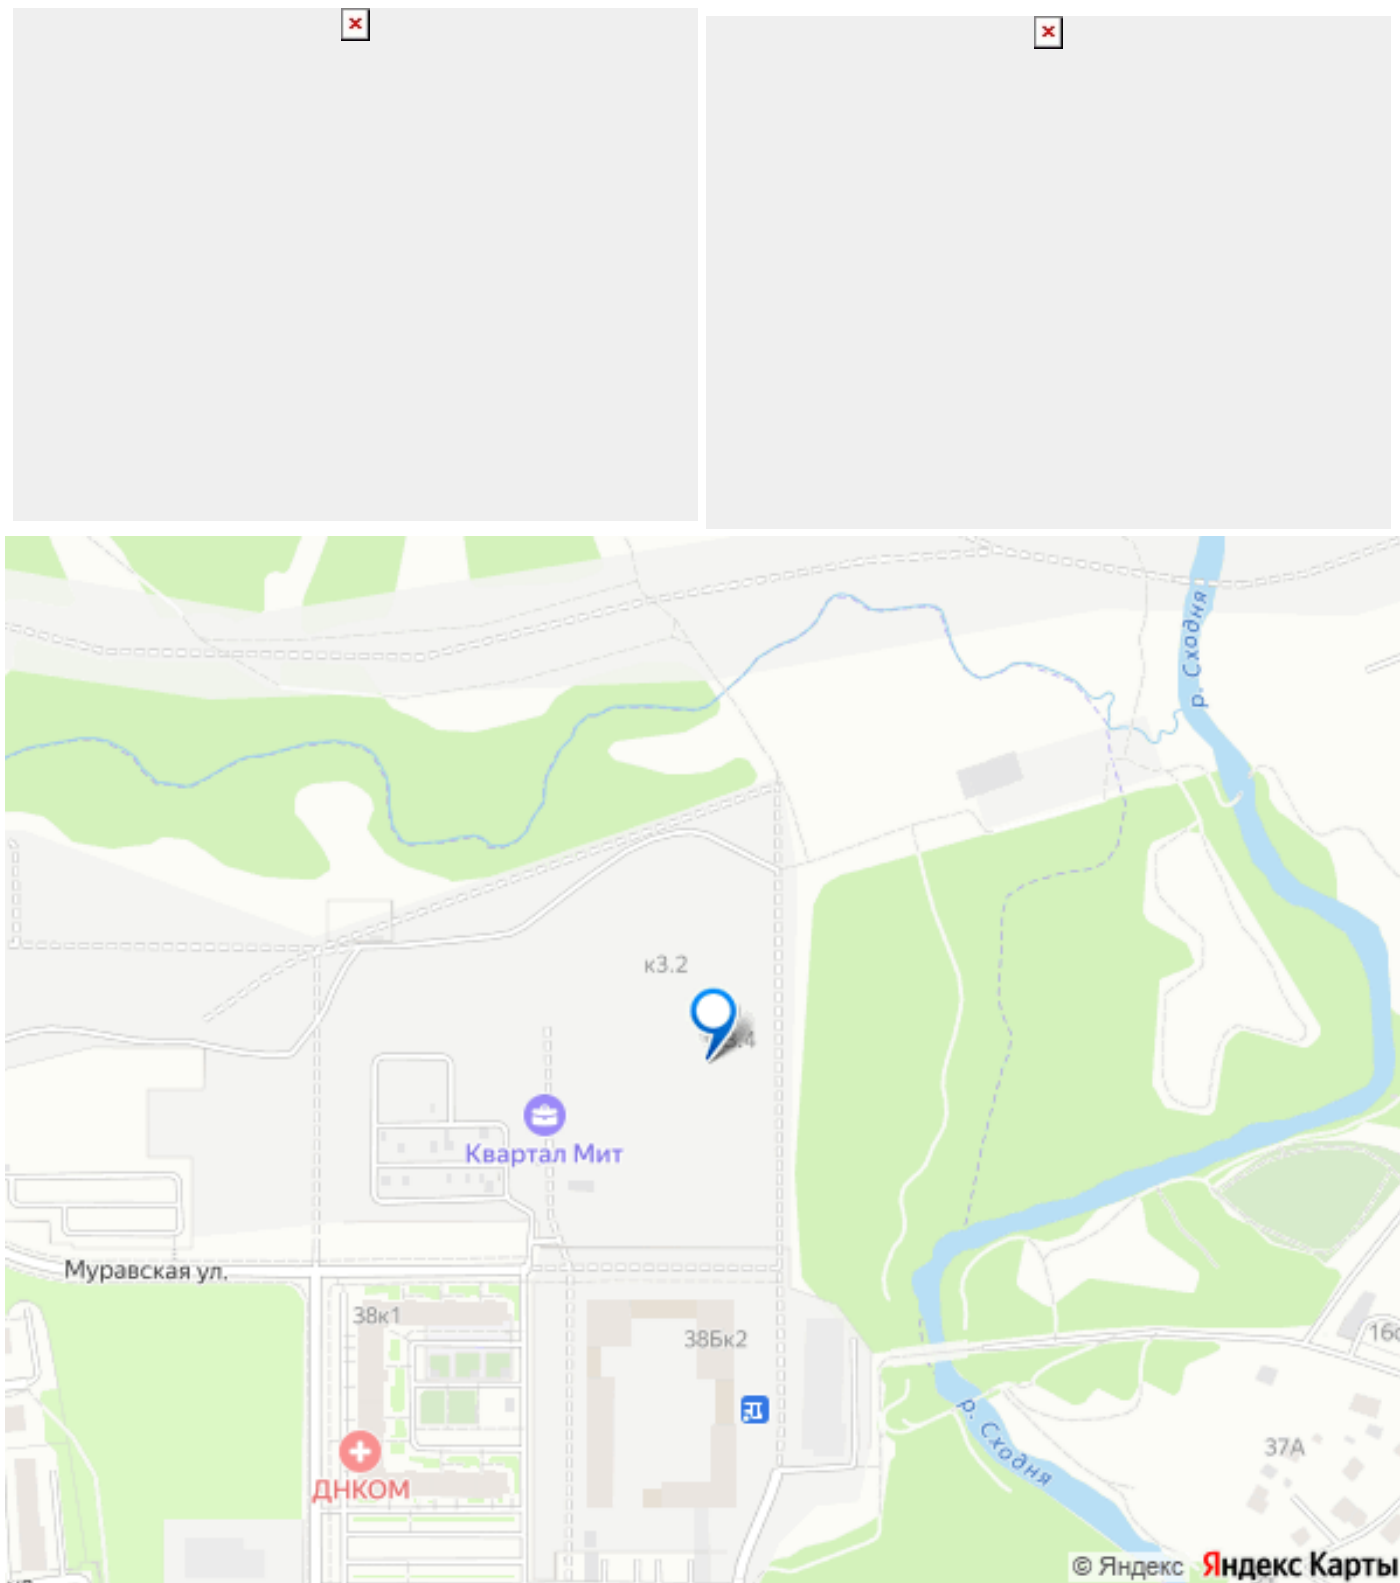 р. Сходня
к3.2
Квартал Мит
Муравская ул.
38к1
38Бк2
ДНКОМ
р. Сходня
37А
© Яндекс Яндекс Карты